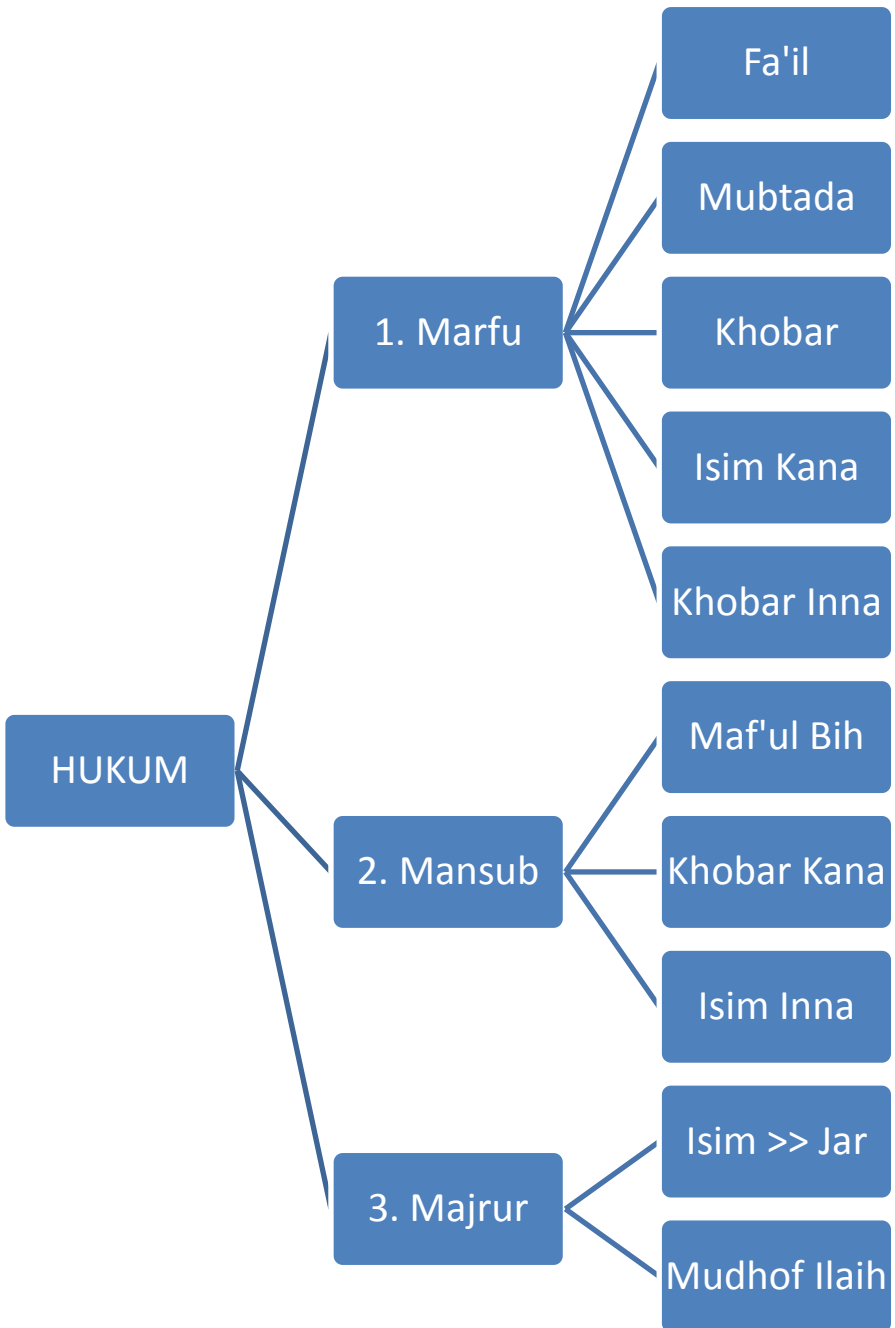 HUKUM
1. Marfu
Fa'il
Mubtada
Khobar
Isim Kana
Khobar Inna
2. Mansub
Maf'ul Bih
Khobar Kana
Isim Inna
3. Majrur
Isim >> Jar
Mudhof Ilaih